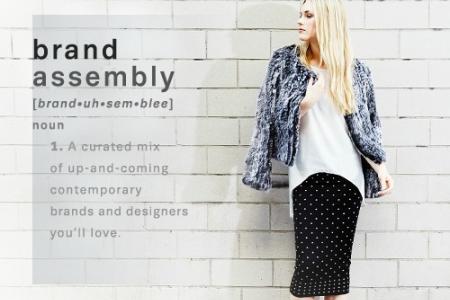 brand
assembly
[brand•uh•sem•blee]
noun
1. A curated mix
of up-and-coming
contemporary
brands and designers
you'll love.